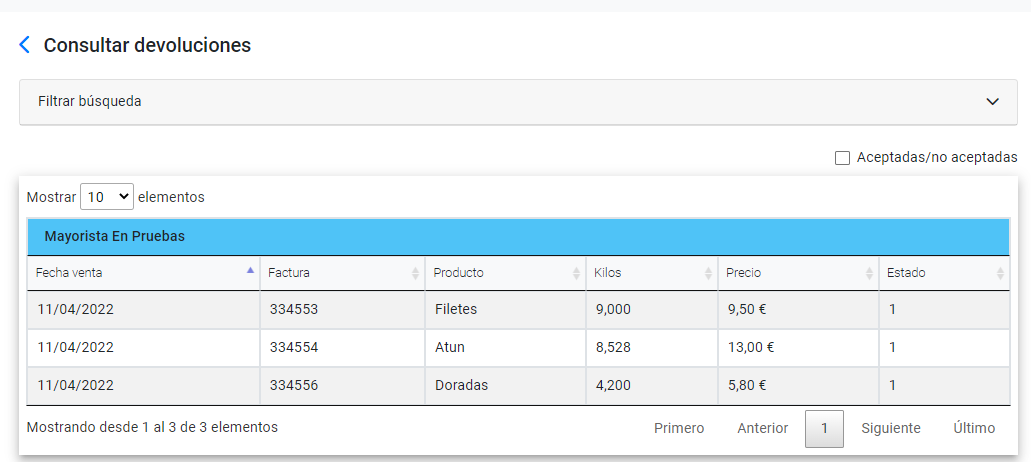 Consultar devoluciones
Filtrar búsqueda
Aceptadas/no aceptadas
Mostrar 10 elementos
Mayorista En Pruebas
Fecha venta Factura Producto Kilos Precio Estado
11/04/2022 334553 Filetes 9,000 9,50 € 1
11/04/2022 334554 Atun 8,528 13,00 € 1
11/04/2022 334556 Doradas 4,200 5,80 € 1
Mostrando desde 1 al 3 de 3 elementos Primero Anterior 1 Siguiente Último